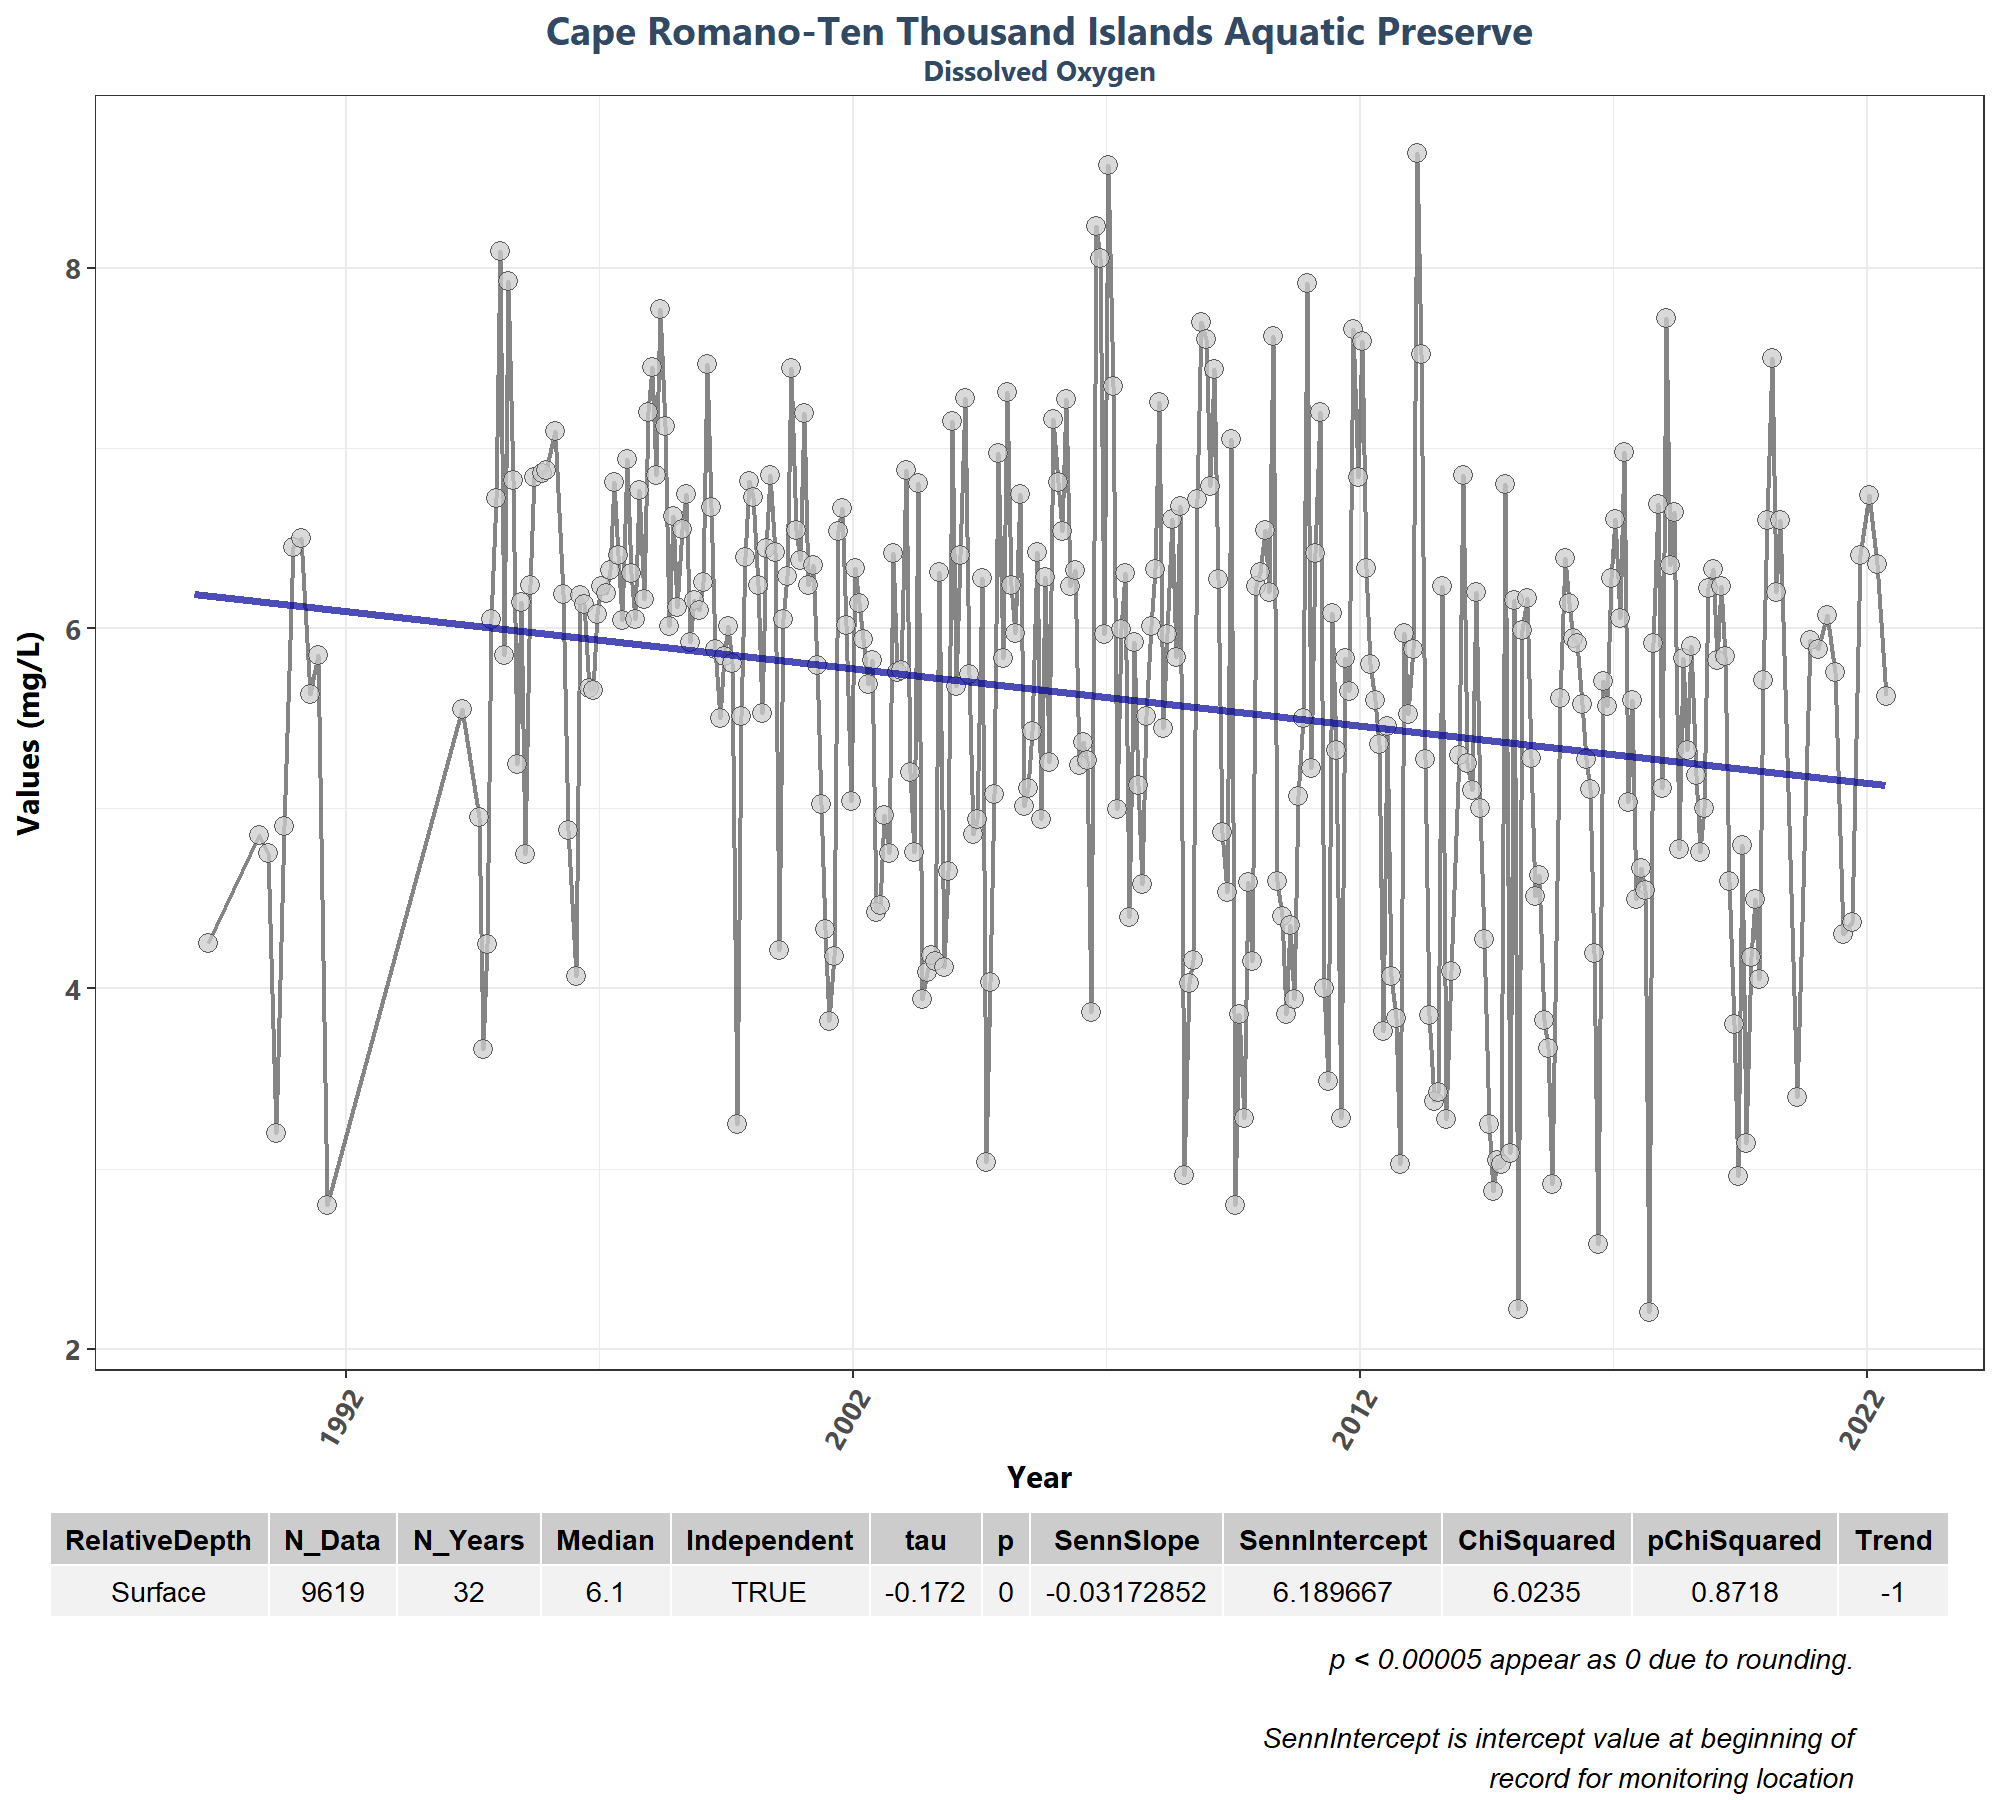 Cape Romano-Ten Thousand Islands Aquatic Preserve
Dissolved Oxygen
Values (mg/L)
8
6
4
2
1992 2002 2012 2022
Year
RelativeDepth N_Data N_Years Median Independent tau p SennSlope SennIntercept ChiSquared pChiSquared Trend
Surface 9619 32 6.1 TRUE -0.172 0 -0.03172852 6.189667 6.0235 0.8718 -1
p < 0.00005 appear as 0 due to rounding.
SennIntercept is intercept value at beginning of
record for monitoring location